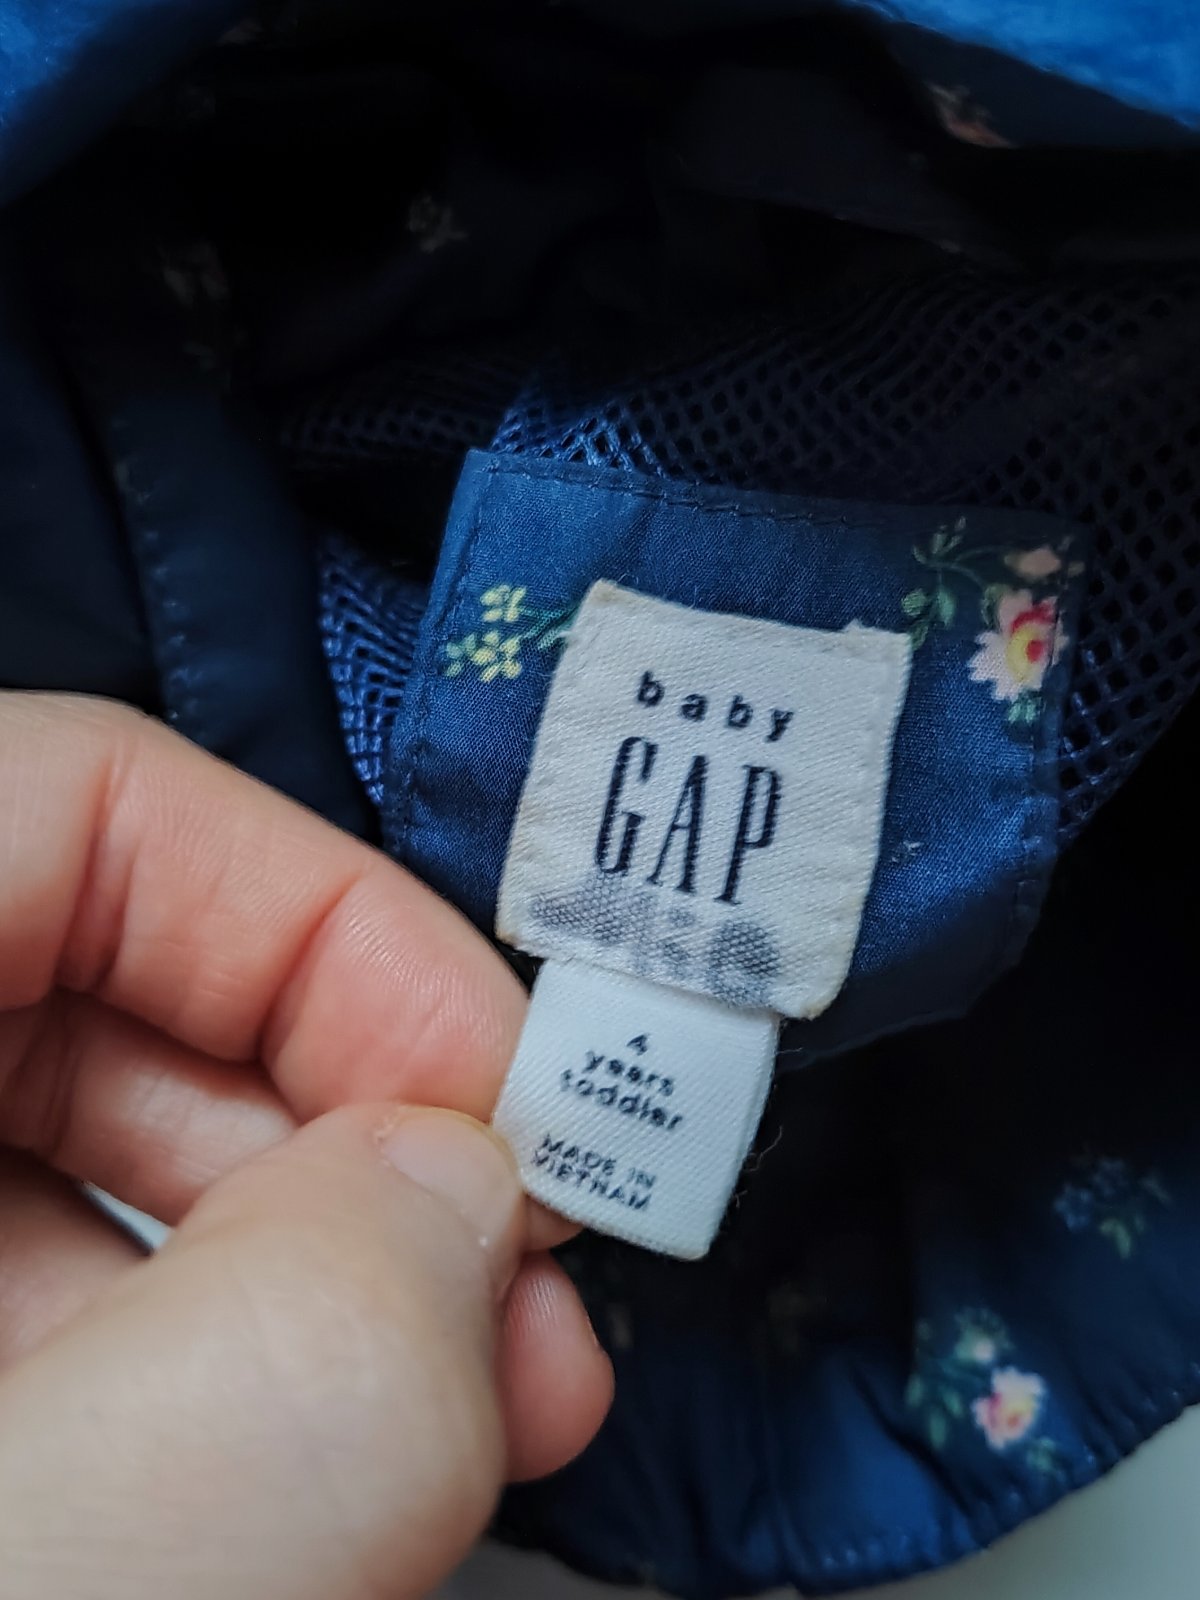 baby
GAP
4
years
toddler
MADE IN
VIETNAM